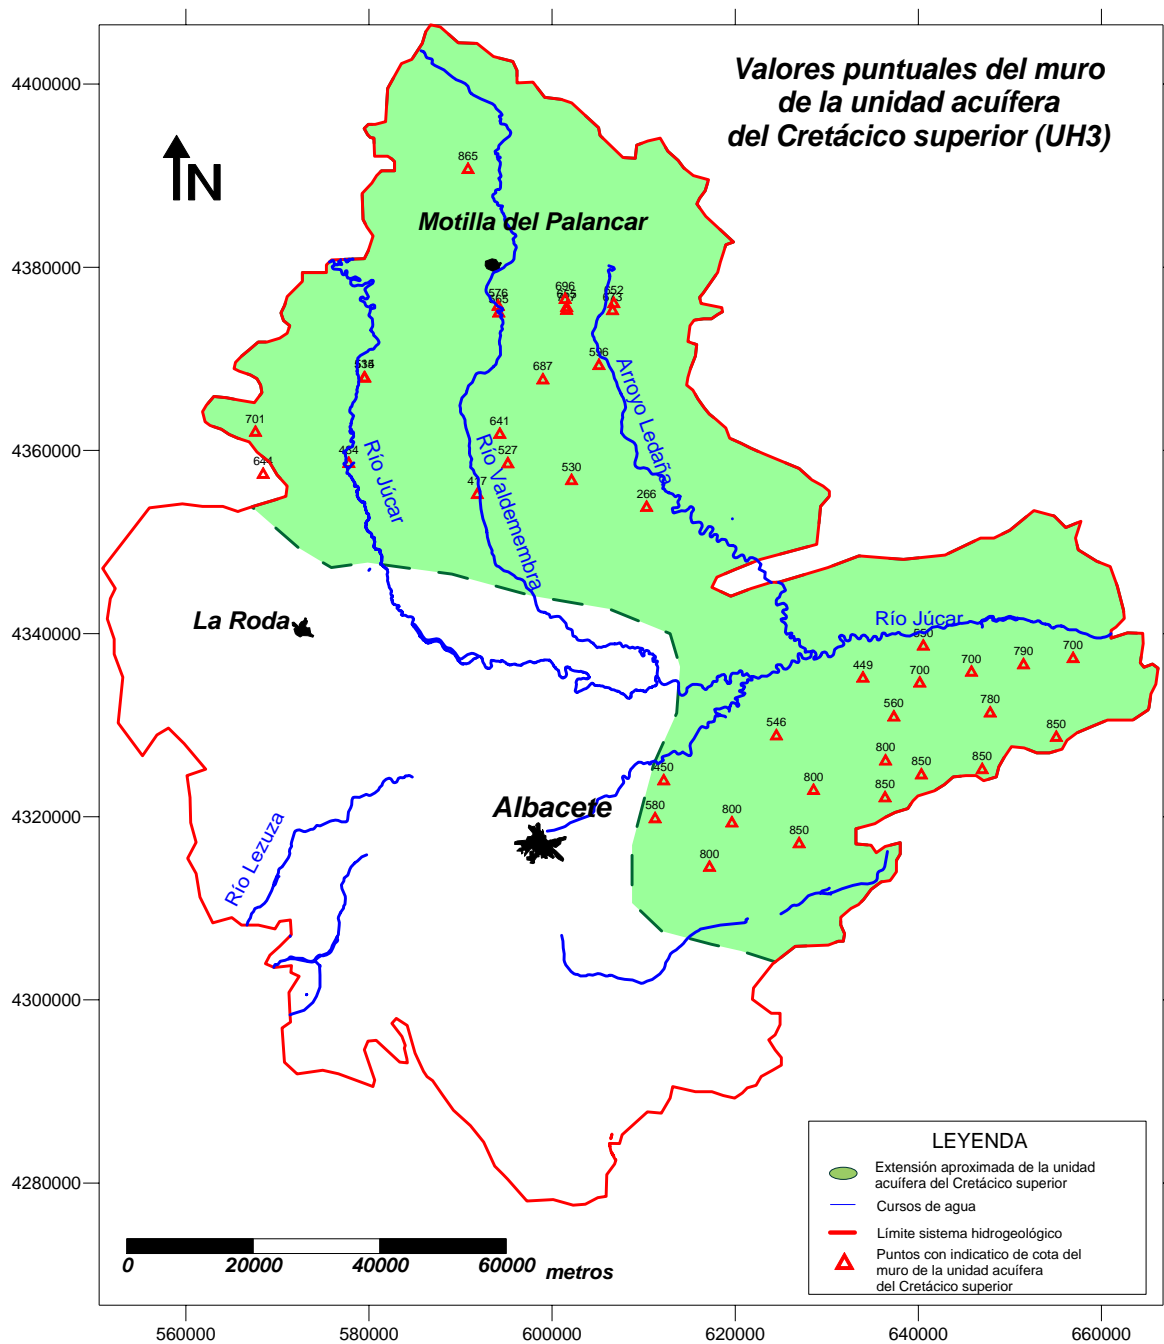 Valores puntuales del muro
de la unidad acuífera
del Cretácico superior (UH3)
4400000
4380000
4360000
4340000
4320000
4300000
4280000
N
865
Motilla del Palancar
576
565
696
652
673
596
687
701
644
484
641
527
417
530
266
Río Júcar
Río Valdemembra
Arroyo Ledaña
La Roda
Río Júcar
590
449
700
700
790
700
560
780
546
800
850
850
850
450
800
850
580
800
850
800
Albacete
Río Lezuza
LEYENDA
Extensión aproximada de la unidad
acuífera del Cretácico superior
Cursos de agua
Límite sistema hidrogeológico
Puntos con indicatico de cota del
muro de la unidad acuífera
del Cretácico superior
0
20000
40000
60000
metros
560000
580000
600000
620000
640000
660000